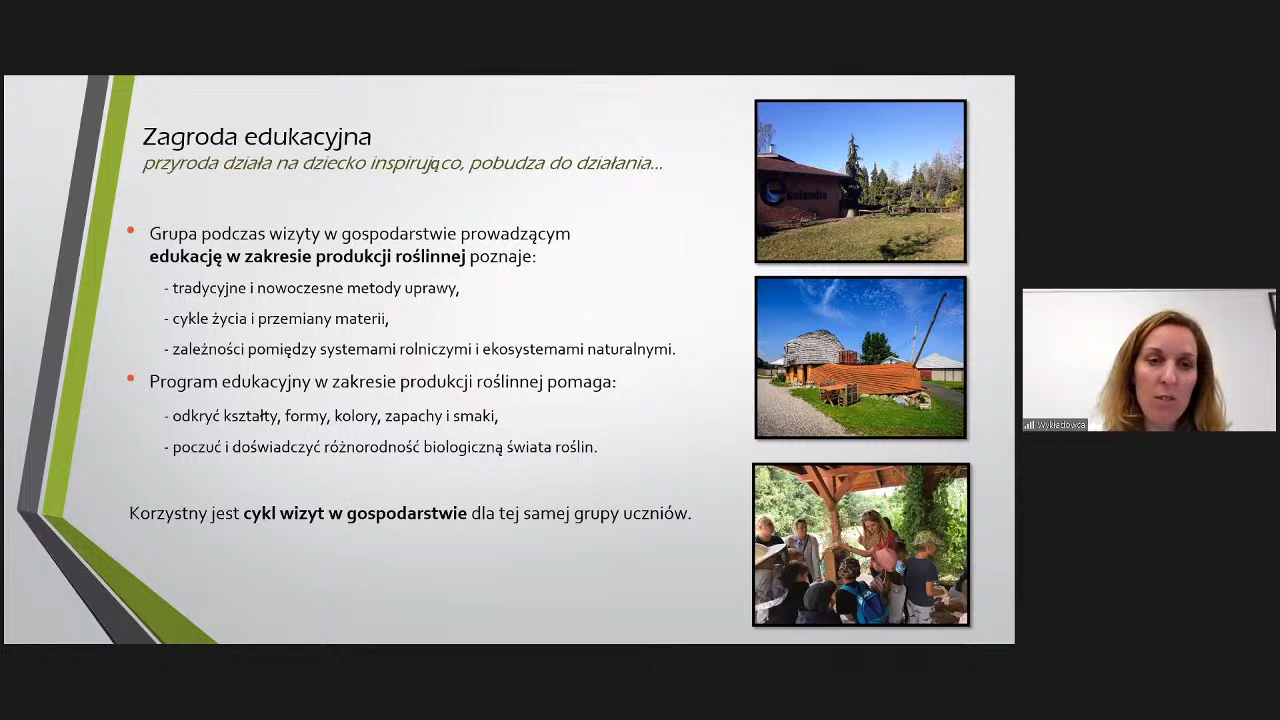 Zagroda edukacyjna
przyroda działa na dziecko inspirująco, pobudza do działania...
• Grupa podczas wizyty w gospodarstwie prowadzącym
edukację w zakresie produkcji roślinnej poznaje:
- tradycyjne i nowoczesne metody uprawy,
- cykle życia i przemiany materii,
- zależności pomiędzy systemami rolniczymi i ekosystemami naturalnymi.
• Program edukacyjny w zakresie produkcji roślinnej pomaga:
- odkryć kształty, formy, kolory, zapachy i smaki,
- poczuć i doświadczyć różnorodność biologiczną świata roślin.
Korzystny jest cykl wizyt w gospodarstwie dla tej samej grupy uczniów.
ekolandia
Wykładowca